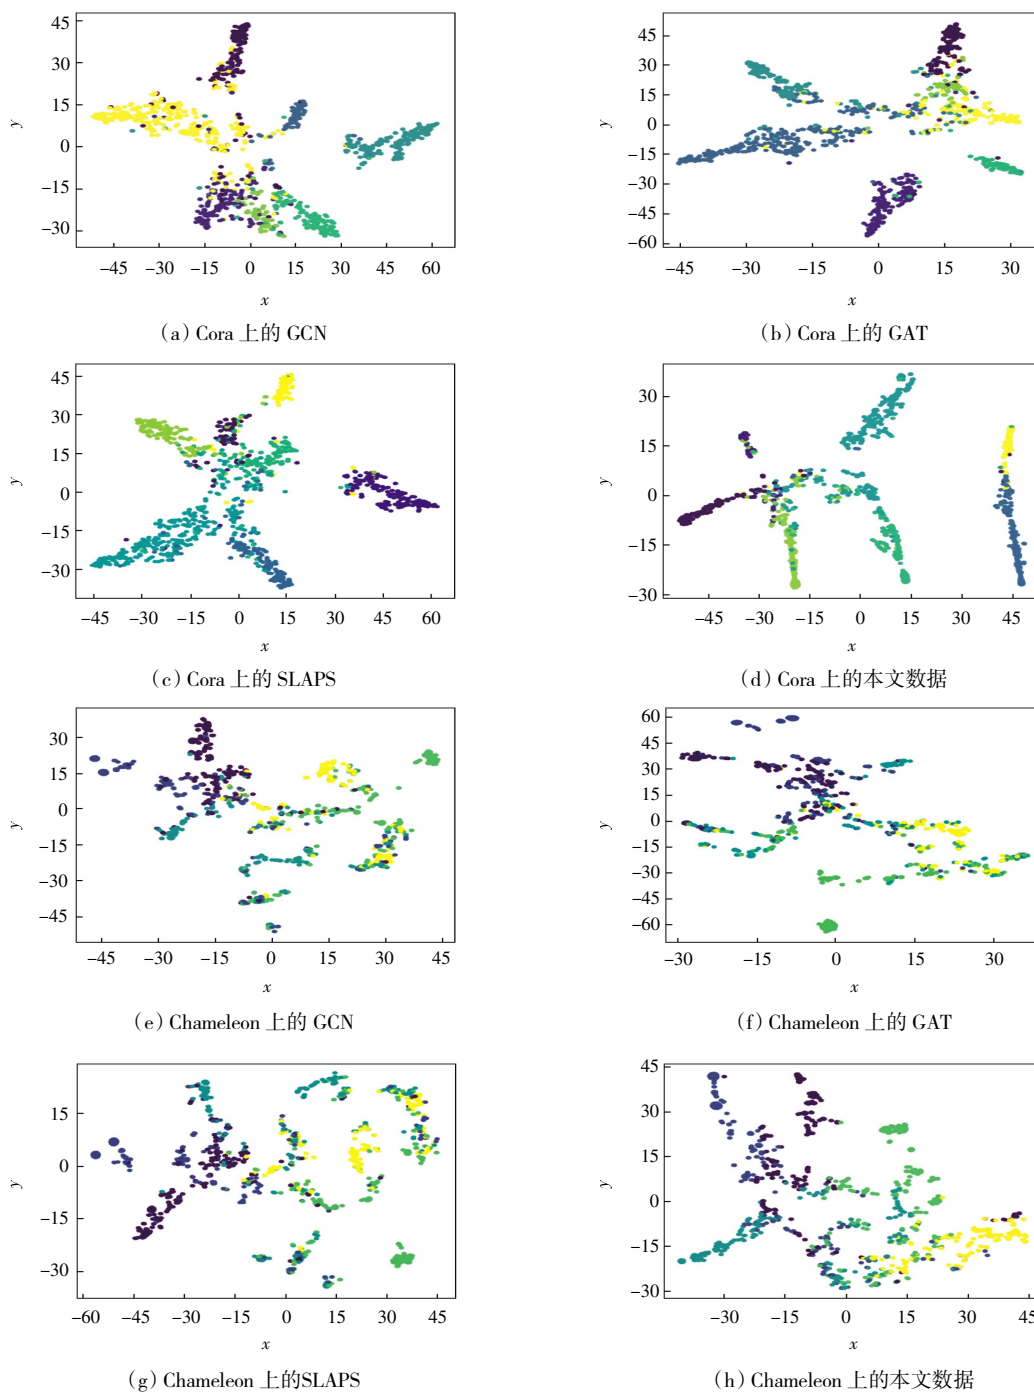 45
30
15
0
−15
−30
y
−45 −30 −15 0 15 30 45 60
x
(a) Cora 上的 GCN
45
30
15
0
−15
−30
−45
−60
y
−45 −30 −15 0 15 30
x
(b) Cora 上的 GAT
45
30
15
0
−15
−30
y
−45 −30 −15 0 15 30 45 60
x
(c) Cora 上的 SLAPS
30
15
0
−15
−30
y
−45 −30 −15 0 15 30 45
x
(d) Cora 上的本文数据
30
15
0
−15
−30
−45
y
−45 −30 −15 0 15 30 45
x
(e) Chameleon 上的 GCN
60
45
30
15
0
−15
−30
−45
−60
y
−30 −15 0 15 30
x
(f) Chameleon 上的 GAT
15
0
−15
−30
y
−60 −45 −30 −15 0 15 30 45
x
(g) Chameleon 上的SLAPS
45
30
15
0
−15
−30
y
−30 −15 0 15 30 45
x
(h) Chameleon 上的本文数据